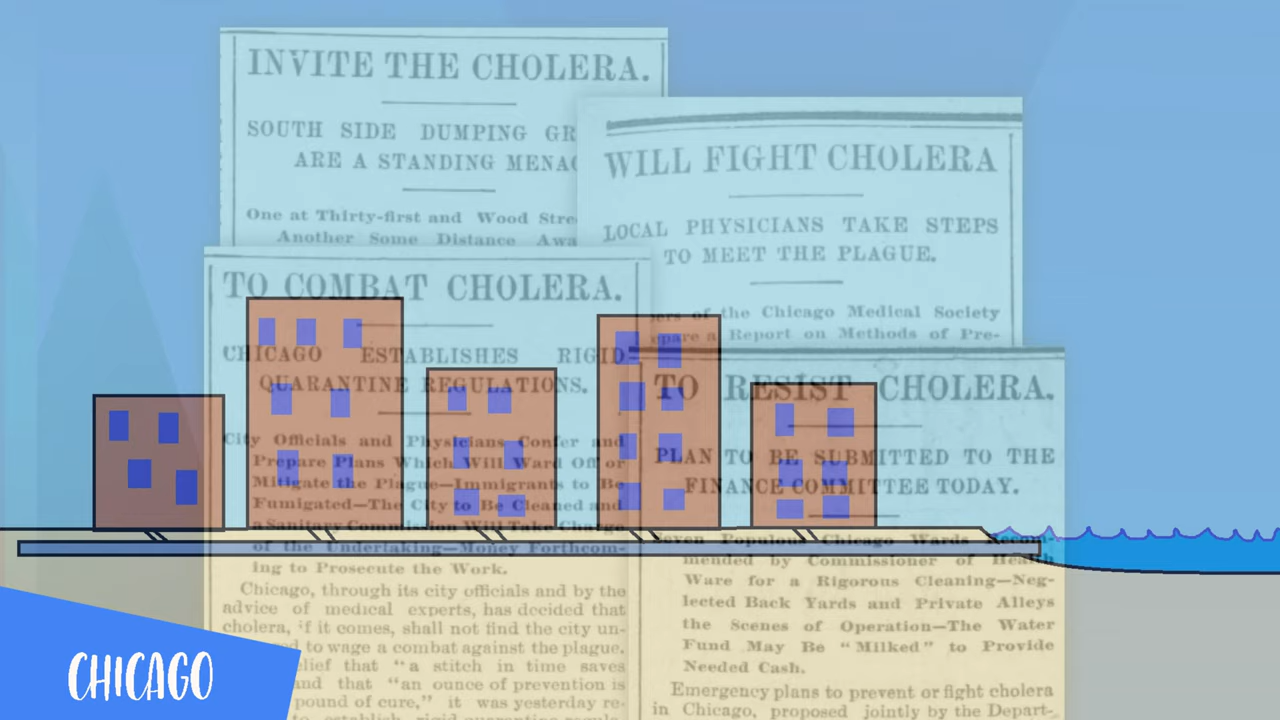 INVITE THE CHOLERA.
SOUTH SIDE DUMPING GR
ARE A STANDING MENAC
One at Thirty-first and Wood Stre
Another Some Distance Awa
WILL FIGHT CHOLERA
LOCAL PHYSICIANS TAKE STEPS
TO MEET THE PLAGUE.
of the Chicago Medical Society
Report on Methods of Pre-
TO COMBAT CHOLERA.
CHICAGO ESTABLISHES RIGID
QUARANTINE REGULATIONS.
City Officials and Physicians Confer and
Prepare Plans Which Will Ward Off or
Mitigate the Plague—Immigrants to Be
Fumigated—The City to Be Cleaned and
a Sanitary Commission Will Take Charge
of the Undertaking—Money Forthcom-
ing to Prosecute the Work.
Chicago, through its city officials and by the
advice of medical experts, has decided that
cholera, if it comes, shall not find the city un-
to wage a combat against the plague.
lief that "a stitch in time saves
and that "an ounce of prevention is
pound of cure," it was yesterday re-
to establish rigid quarantine
TO RESIST CHOLERA.
PLAN TO BE SUBMITTED TO THE
FINANCE COMMITTEE TODAY.
Seven Populous Chicago Wards Recom-
mended by Commissioner of Health
Ware for a Rigorous Cleaning—Neg-
lected Back Yards and Private Alleys
the Scenes of Operation—The Water
Fund May Be "Milked" to Provide
Needed Cash.
Emergency plans to prevent or fight cholera
in Chicago, proposed jointly by the Depart-
CHICAGO